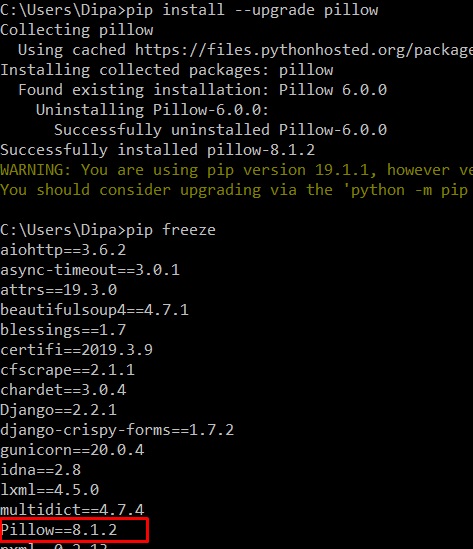 C:\Users\Dipa>pip install --upgrade pillow
Collecting pillow
  Using cached https://files.pythonhosted.org/package
Installing collected packages: pillow
  Found existing installation: Pillow 6.0.0
    Uninstalling Pillow-6.0.0:
      Successfully uninstalled Pillow-6.0.0
Successfully installed pillow-8.1.2
WARNING: You are using pip version 19.1.1, however ve
You should consider upgrading via the 'python -m pip
C:\Users\Dipa>pip freeze
aiohttp==3.6.2
async-timeout==3.0.1
attrs==19.3.0
beautifulsoup4==4.7.1
blessings==1.7
certifi==2019.3.9
cfscrape==2.1.1
chardet==3.0.4
Django==2.2.1
django-crispy-forms==1.7.2
gunicorn==20.0.4
idna==2.8
lxml==4.5.0
multidict==4.7.4
Pillow==8.1.2